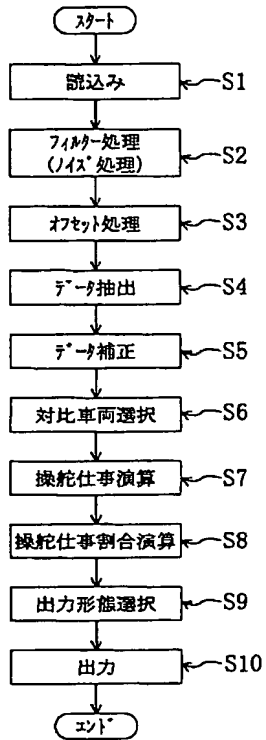 スタート
読込み S1
フィルター処理
(ノイズ処理) S2
オフセット処理 S3
データ抽出 S4
データ補正 S5
対比車両選択 S6
操舵仕事演算 S7
操舵仕事割合演算 S8
出力形態選択 S9
出力 S10
エンド